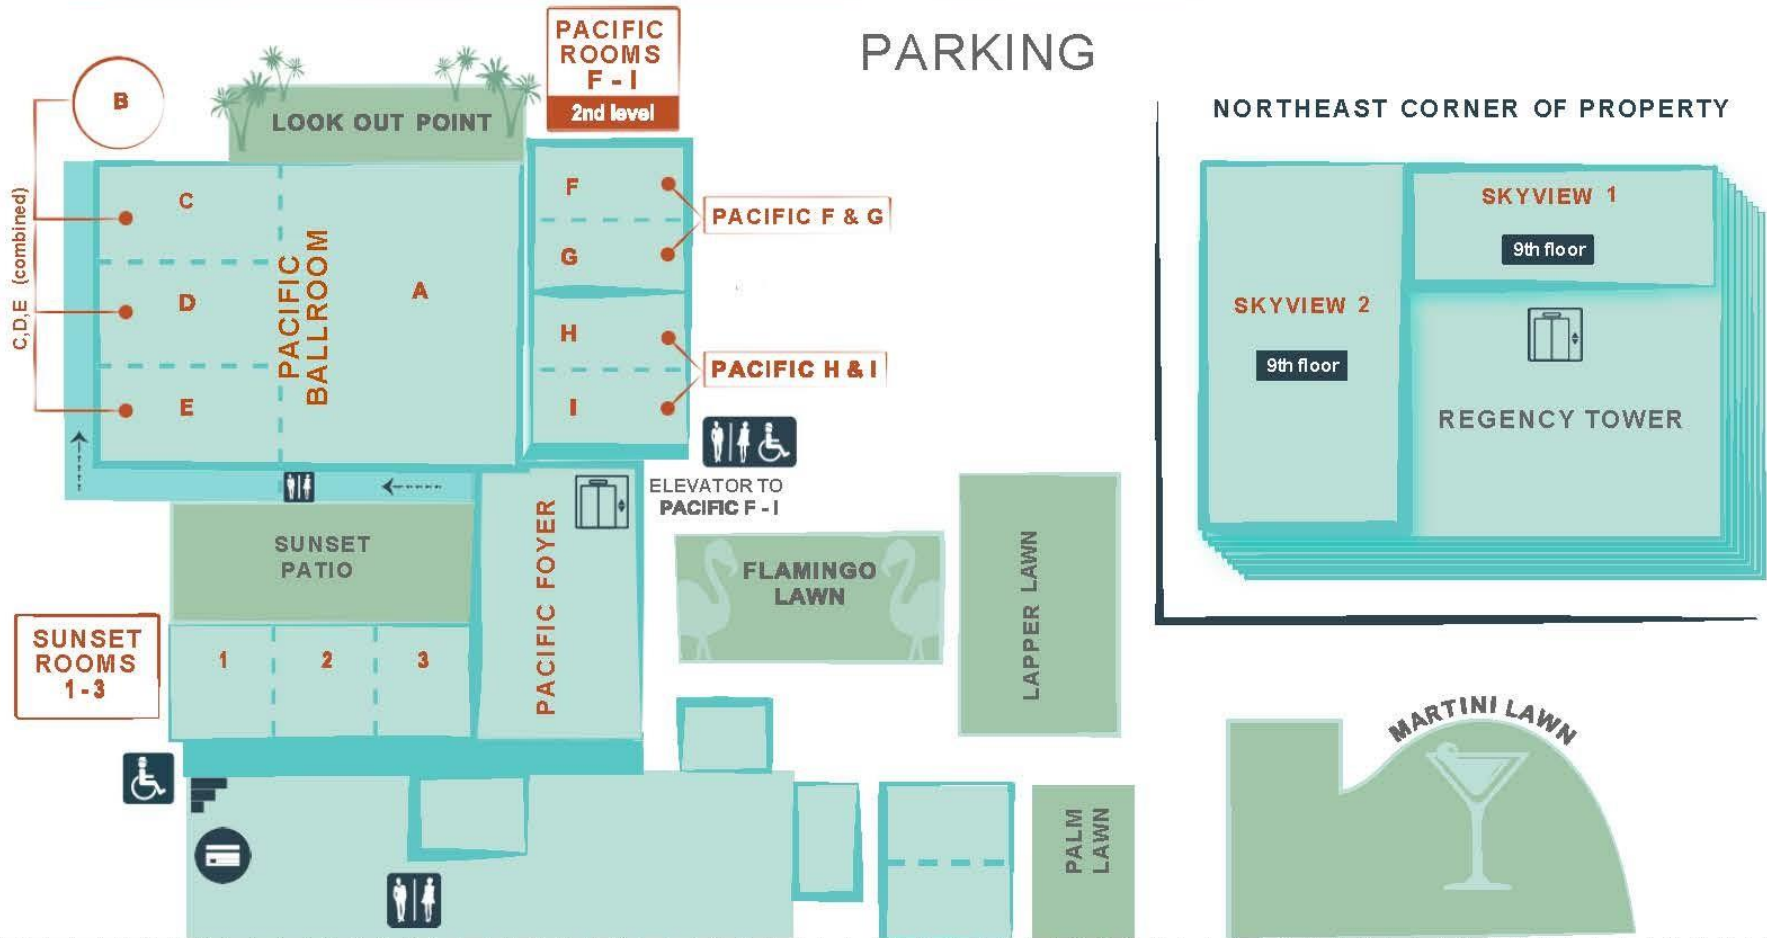 PACIFIC
ROOMS
F - I
2nd level
PARKING
B
LOOK OUT POINT
NORTHEAST CORNER OF PROPERTY
C,D,E (combined)
C
D
E
PACIFIC
BALLROOM
A
F
G
H
I
PACIFIC F & G
PACIFIC H & I
SKYVIEW 1
9th floor
SKYVIEW 2
9th floor
REGENCY TOWER
ELEVATOR TO
PACIFIC F - I
SUNSET
PATIO
PACIFIC FOYER
FLAMINGO
LAWN
LAPPER LAWN
SUNSET
ROOMS
1 - 3
1
2
3
MARTINI LAWN
PALM
LAWN